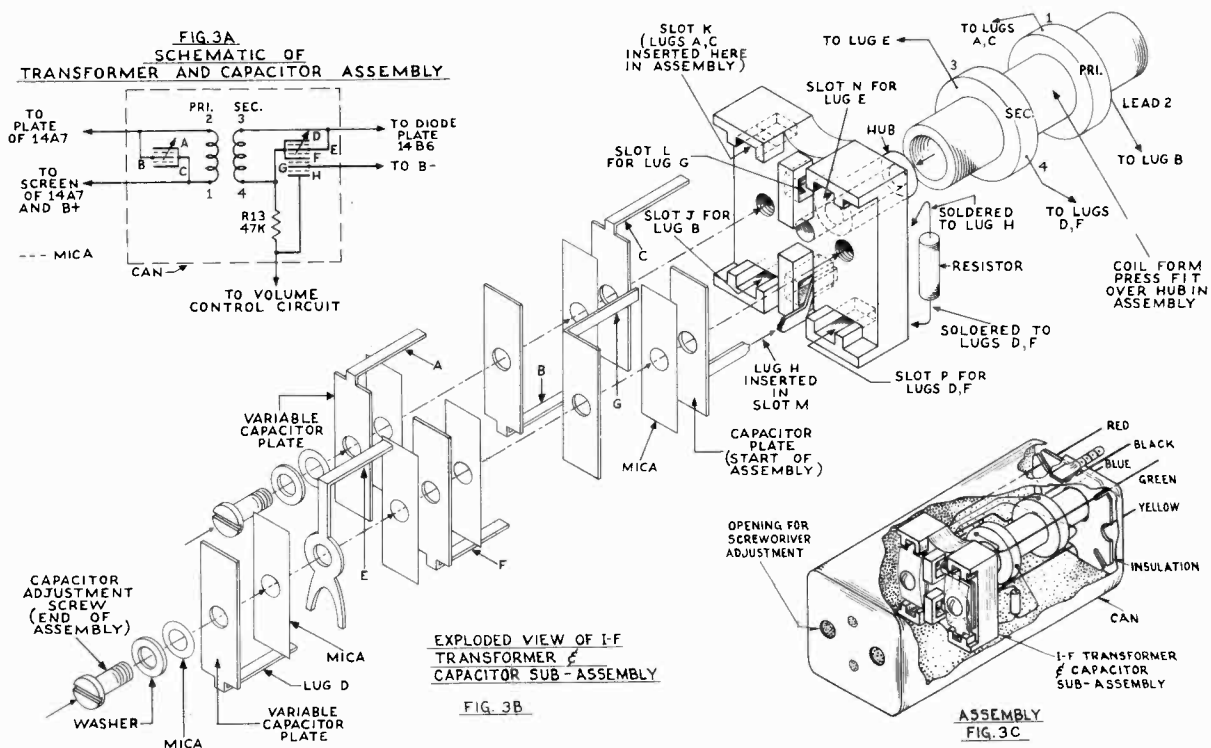 FIG. 3A
SCHEMATIC OF
TRANSFORMER AND CAPACITOR ASSEMBLY
TO
PLATE
OF 14A7
PRI.
SEC.
2
3
A
B
C
D
E
F
G
H
TO DIODE
PLATE
14B6
TO B-
TO
SCREEN
OF 14A7
AND B+
1
4
R13
47K
--- MICA
CAN
TO VOLUME
CONTROL CIRCUIT
SLOT K
(LUGS A,C
INSERTED HERE
IN ASSEMBLY)
TO LUGS
A,C
1
TO LUG E
3
PRI.
SEC.
LEAD 2
TO LUG B
4
TO LUGS
D,F
SLOT N FOR
LUG E
HUB
SLOT L
FOR LUG G
SLOT J FOR
LUG B
SOLDERED
TO LUG H
RESISTOR
SOLDERED TO
LUGS D,F
COIL FORM
PRESS FIT
OVER HUB IN
ASSEMBLY
C
G
B
A
LUG H
INSERTED
IN
SLOT M
SLOT P FOR
LUGS D,F
VARIABLE
CAPACITOR
PLATE
MICA
CAPACITOR
PLATE
(START OF
ASSEMBLY)
E
F
CAPACITOR
ADJUSTMENT
SCREW
(END OF
ASSEMBLY)
MICA
LUG D
WASHER
MICA
VARIABLE
CAPACITOR
PLATE
EXPLODED VIEW OF I-F
TRANSFORMER &
CAPACITOR SUB-ASSEMBLY
FIG. 3B
RED
BLACK
BLUE
GREEN
YELLOW
INSULATION
CAN
OPENING FOR
SCREWDRIVER
ADJUSTMENT
I-F TRANSFORMER
& CAPACITOR
SUB-ASSEMBLY
ASSEMBLY
FIG. 3C